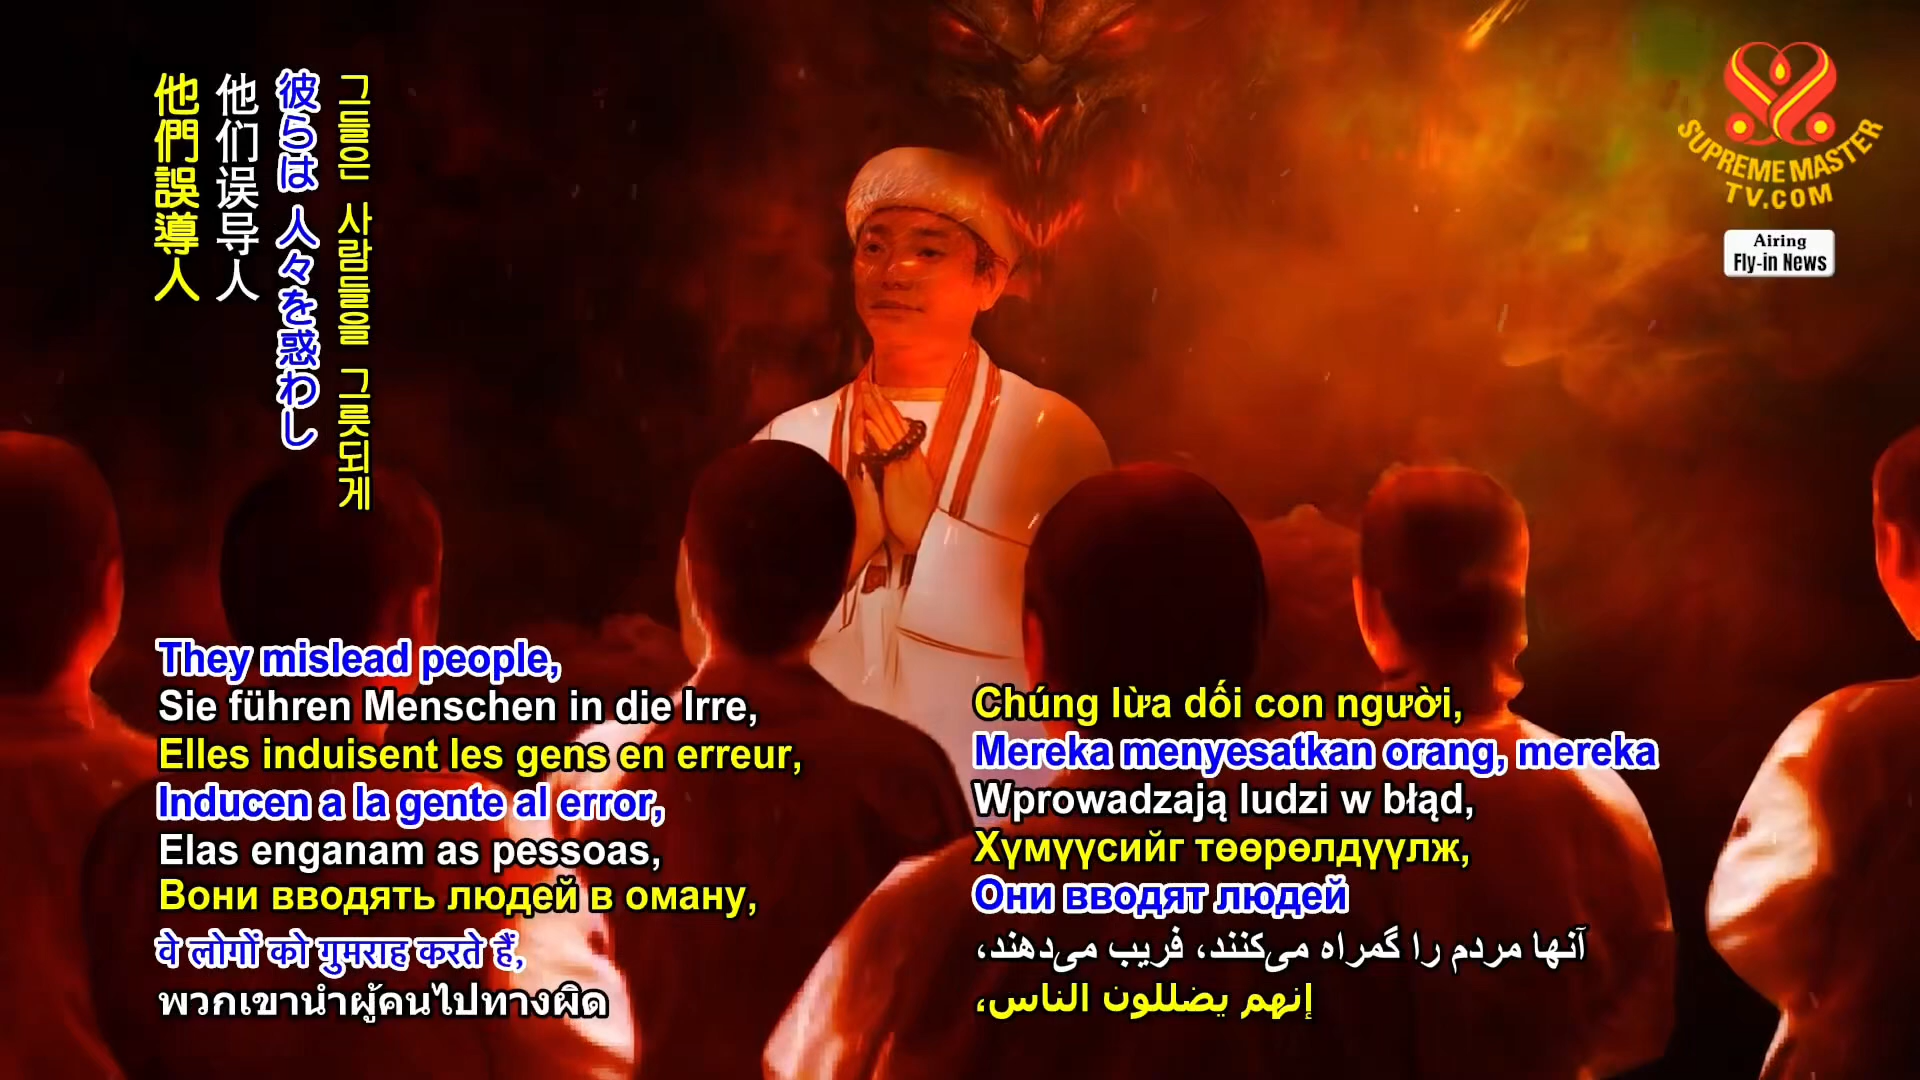 그들은 사람들을 그릇되게
彼らは 人々を惑わし
他们误导人
他們誤導人
SUPREME MASTER
TV.COM
Airing
Fly-in News
They mislead people,
Sie führen Menschen in die Irre,
Elles induisent les gens en erreur,
Inducen a la gente al error,
Elas enganam as pessoas,
Вони вводять людей в оману,
वे लोगों को गुमराह करते हैं,
พวกเขานำผู้คนไปทางผิด
Chúng lừa dối con người,
Mereka menyesatkan orang, mereka
Wprowadzają ludzi w błąd,
Хүмүүсийг төөрөлдүүлж,
Они вводят людей
آنها مردم را گمراه می‌کنند، فریب می‌دهند،
إنهم يضللون الناس،